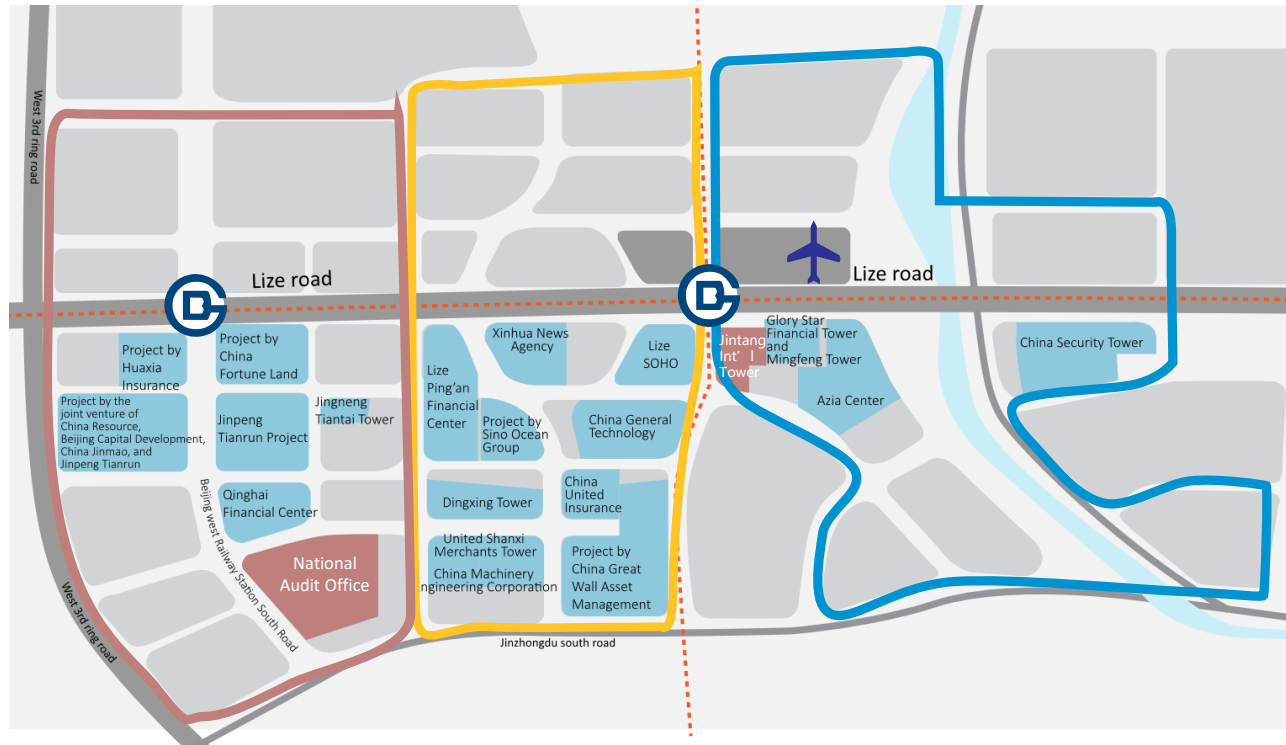 West 3rd ring road
Lize road
Lize road
Project by
Huaxia
Insurance
Project by
China
Fortune Land
Project by the
joint venture of
China Resource,
Beijing Capital Development,
China Jinmao, and
Jinpeng Tianrun
Jinpeng
Tianrun Project
Jingneng
Tiantai Tower
Qinghai
Financial Center
Beijing west Railway Station South Road
National
Audit Office
West 3rd ring road
Lize
Ping'an
Financial
Center
Xinhua News
Agency
Lize
SOHO
Project by
Sino Ocean
Group
China General
Technology
Dingxing Tower
China
United
Insurance
United Shanxi
Merchants Tower
China Machinery
ngineering Corporation
Project by
China Great
Wall Asset
Management
Jinzhongdu south road
Jintang
Int' l
Tower
Glory Star
Financial Tower
and
Mingfeng Tower
Azia Center
China Security Tower